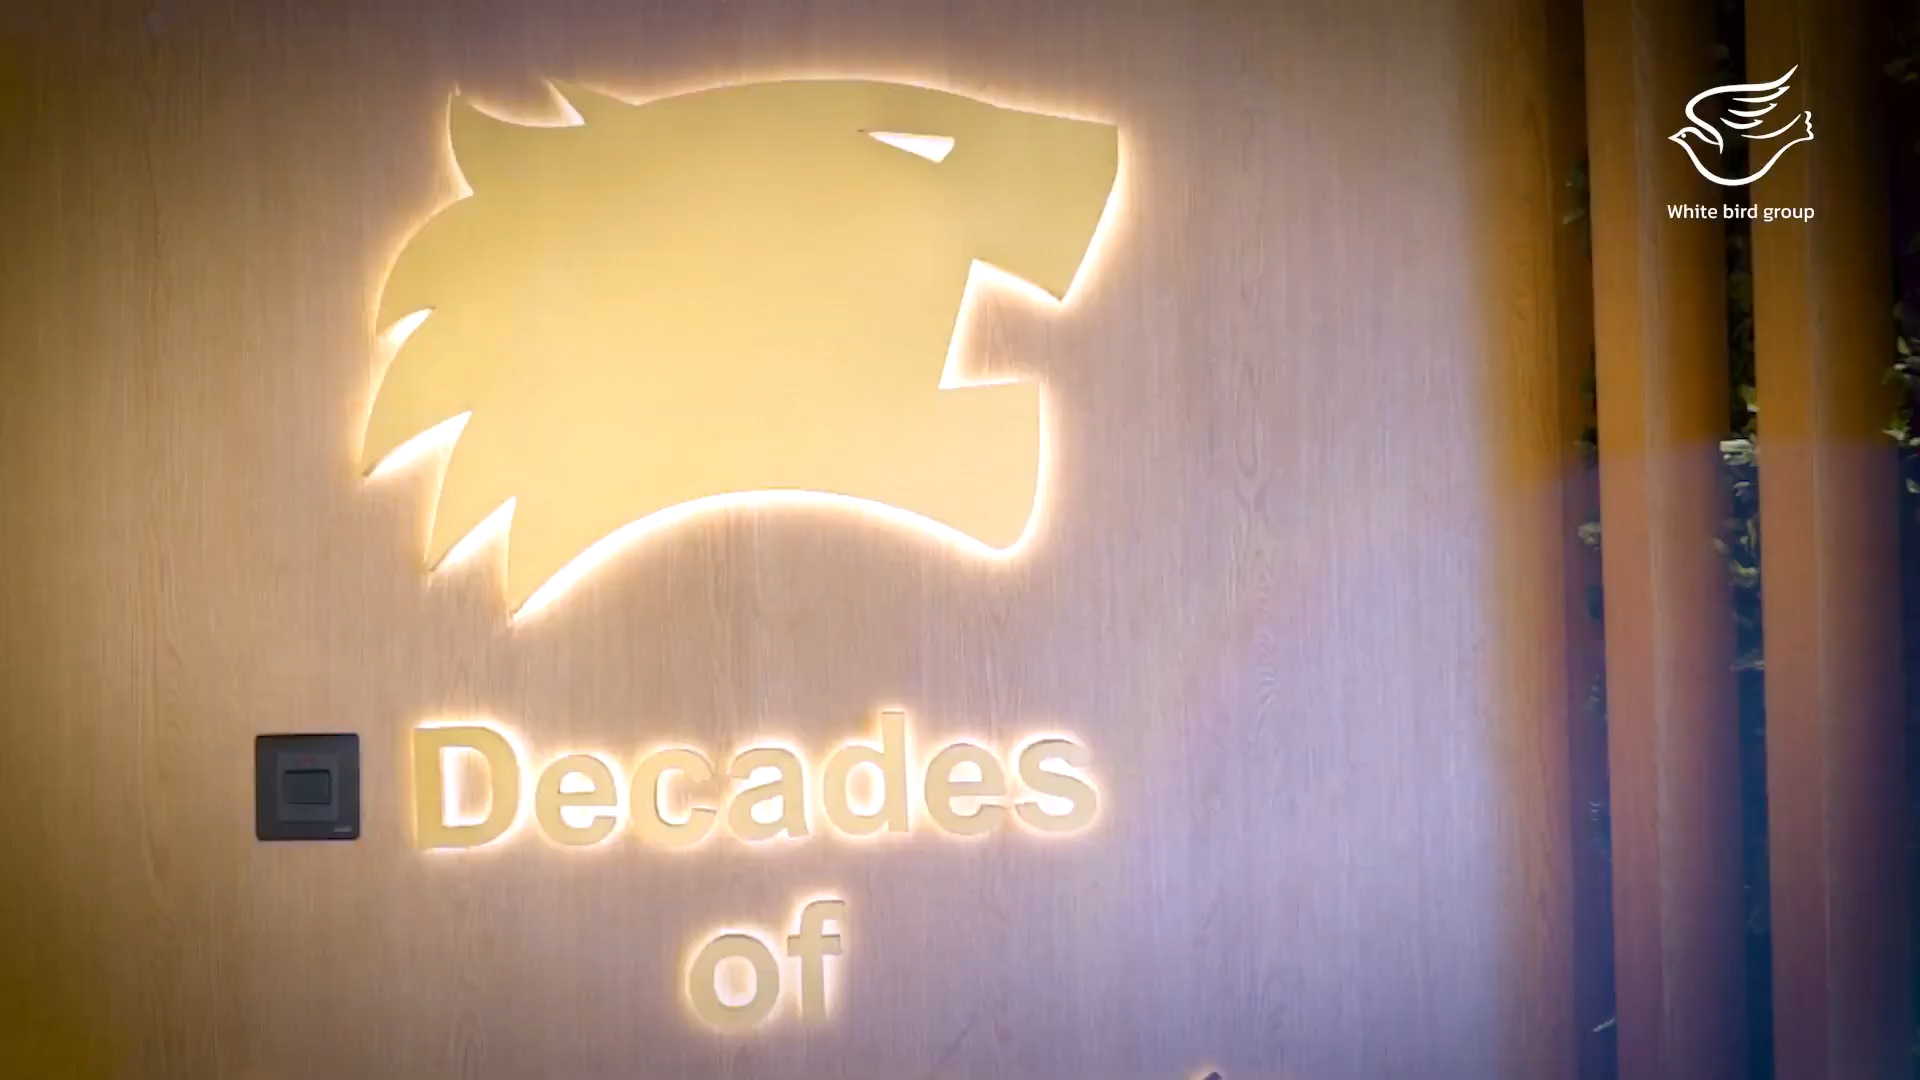 White bird group
Decades
of